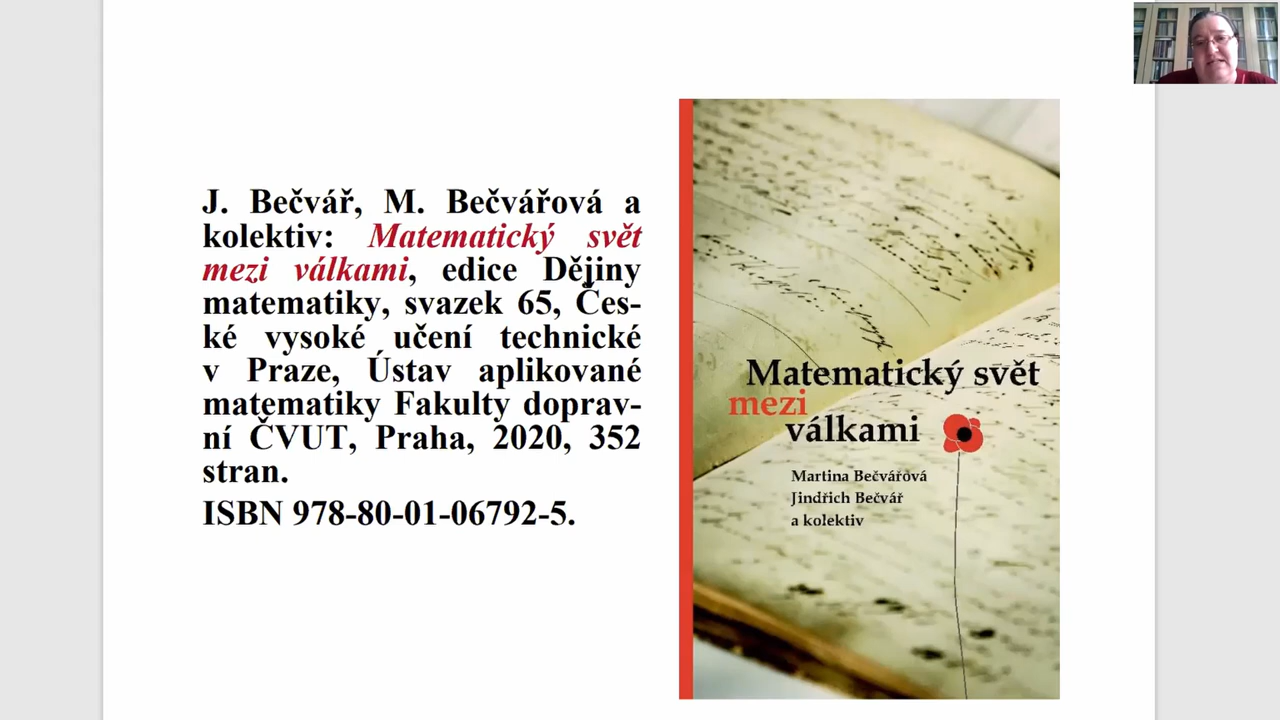 J. Bečvář, M. Bečvářová a
kolektiv: Matematický svět
mezi válkami, edice Dějiny
matematiky, svazek 65, Čes-
ké vysoké učení technické
v Praze, Ústav aplikované
matematiky Fakulty doprav-
ní ČVUT, Praha, 2020, 352
stran.
ISBN 978-80-01-06792-5.
Matematický svět
mezi
válkami
Martina Bečvářová
Jindřich Bečvář
a kolektiv